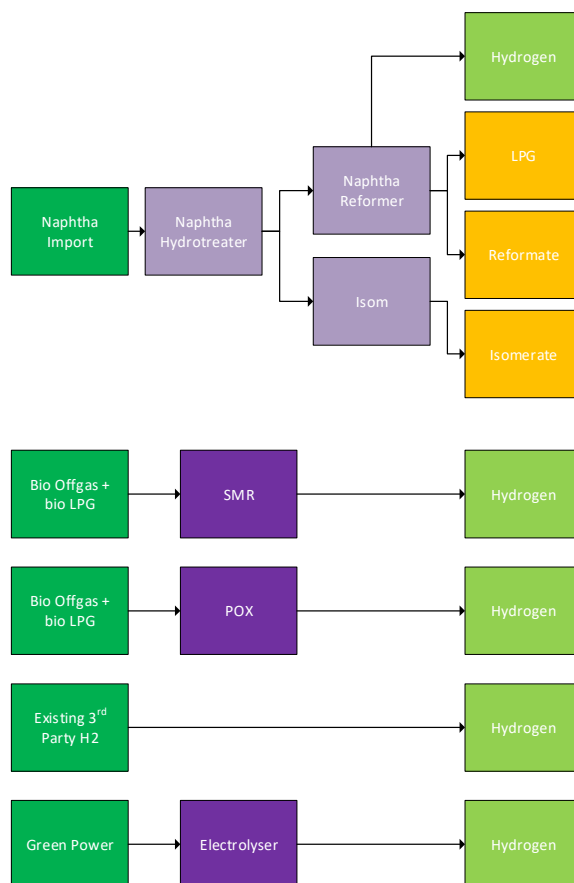 Hydrogen
LPG
Naphtha
Import
Naphtha
Hydrotreater
Naphtha
Reformer
Reformate
Isom
Isomerate
Bio Offgas +
bio LPG
SMR
Hydrogen
Bio Offgas +
bio LPG
POX
Hydrogen
Existing 3rd
Party H2
Hydrogen
Green Power
Electrolyser
Hydrogen